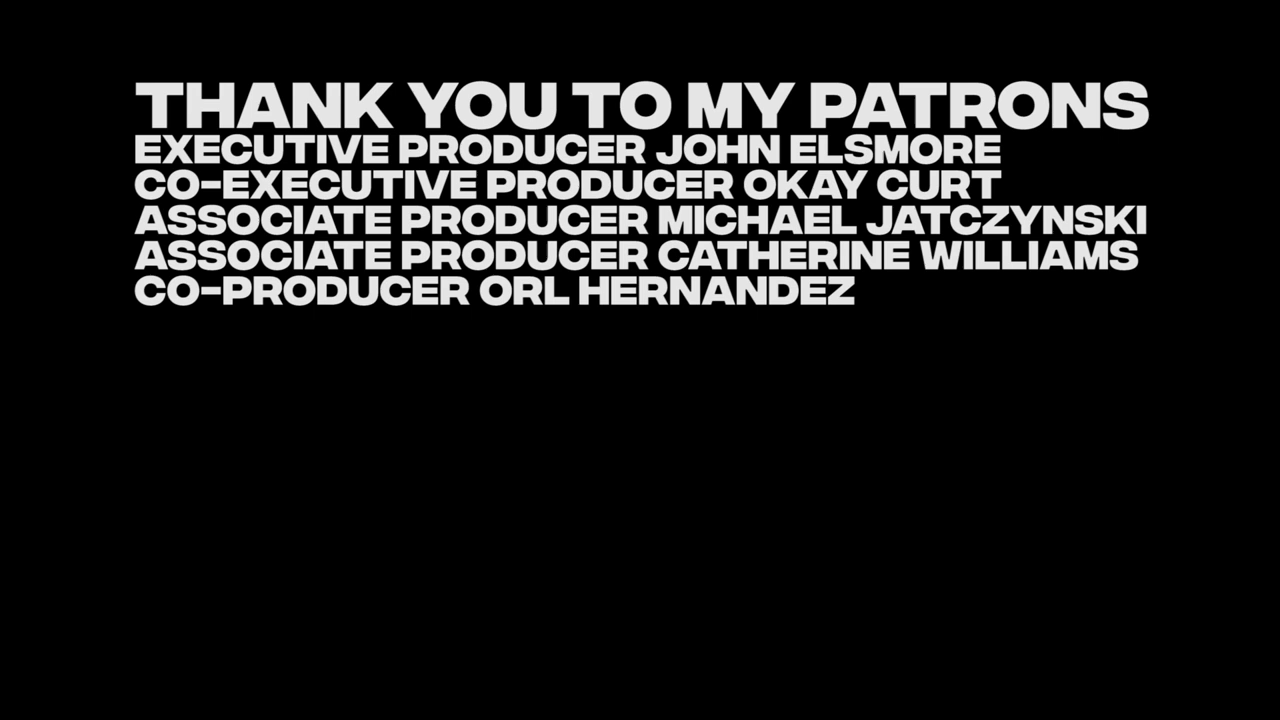 THANK YOU TO MY PATRONS
EXECUTIVE PRODUCER JOHN ELSMORE
CO-EXECUTIVE PRODUCER OKAY CURT
ASSOCIATE PRODUCER MICHAEL JATCZYNSKI
ASSOCIATE PRODUCER CATHERINE WILLIAMS
CO-PRODUCER ORL HERNANDEZ